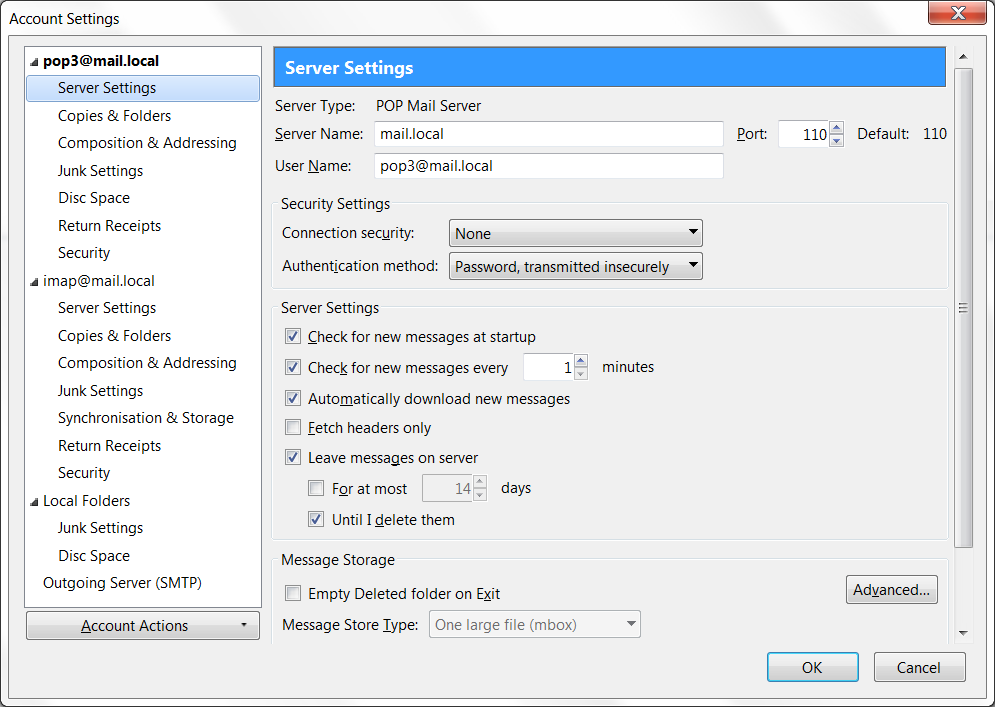 Account Settings
pop3@mail.local
Server Settings
Copies & Folders
Composition & Addressing
Junk Settings
Disc Space
Return Receipts
Security
imap@mail.local
Server Settings
Copies & Folders
Composition & Addressing
Junk Settings
Synchronisation & Storage
Return Receipts
Security
Local Folders
Junk Settings
Disc Space
Outgoing Server (SMTP)
Account Actions
Server Settings
Server Type: POP Mail Server
Server Name: mail.local Port: 110 Default: 110
User Name: pop3@mail.local
Security Settings
Connection security: None
Authentication method: Password, transmitted insecurely
Server Settings
Check for new messages at startup
Check for new messages every 1 minutes
Automatically download new messages
Fetch headers only
Leave messages on server
For at most 14 days
Until I delete them
Message Storage
Empty Deleted folder on Exit Advanced...
Message Store Type: One large file (mbox)
OK Cancel